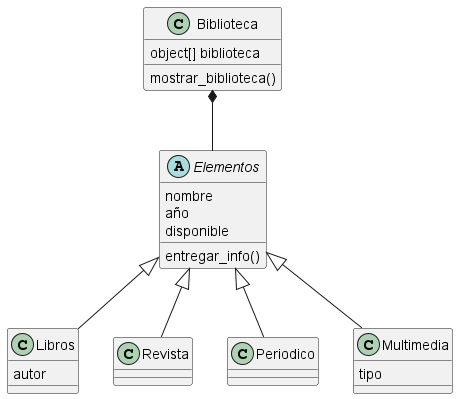 C Biblioteca
object[] biblioteca
mostrar_biblioteca()
A Elementos
nombre
año
disponible
entregar_info()
C Libros
autor
C Revista
C Periodico
C Multimedia
tipo